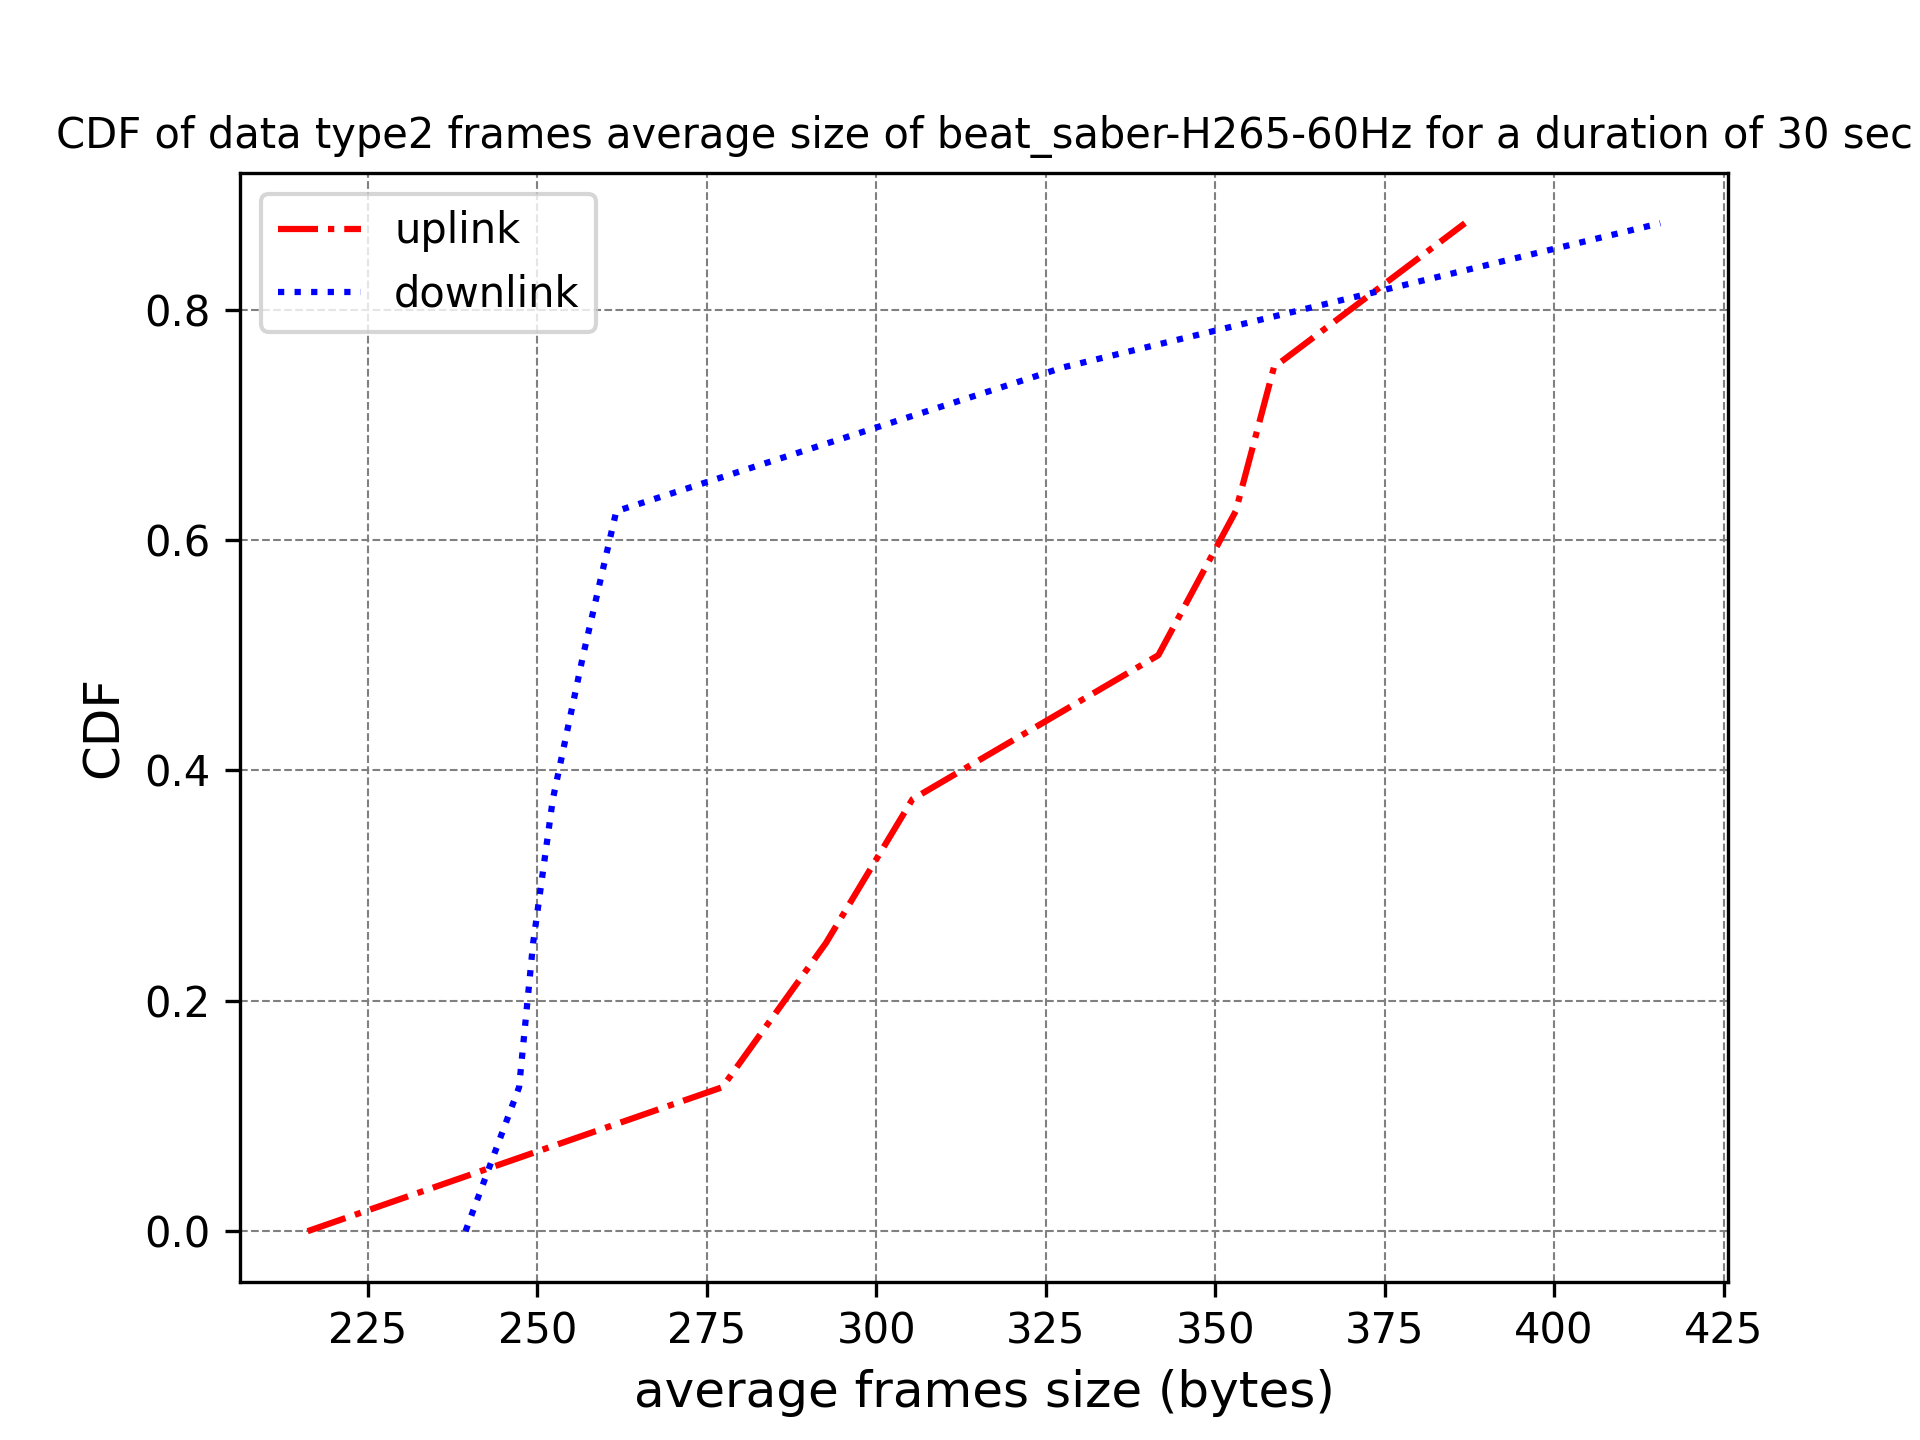 CDF of data type2 frames average size of beat_saber-H265-60Hz for a duration of 30 sec
uplink
downlink
0.8
0.6
0.4
0.2
0.0
CDF
225 250 275 300 325 350 375 400 425
average frames size (bytes)